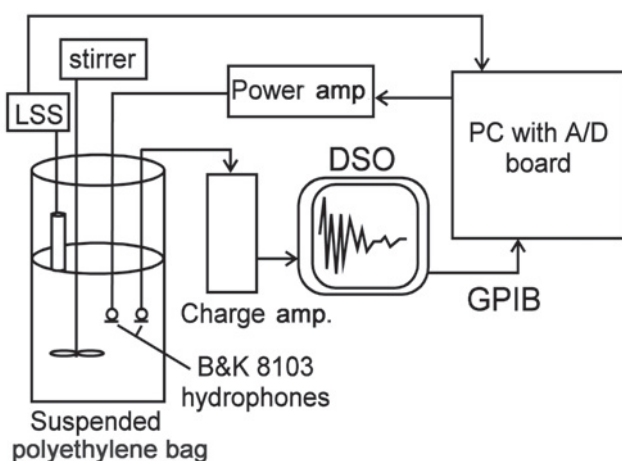 stirrer
LSS
Power amp
PC with A/D
board
DSO
Charge amp.
GPIB
B&K 8103
hydrophones
Suspended
polyethylene bag